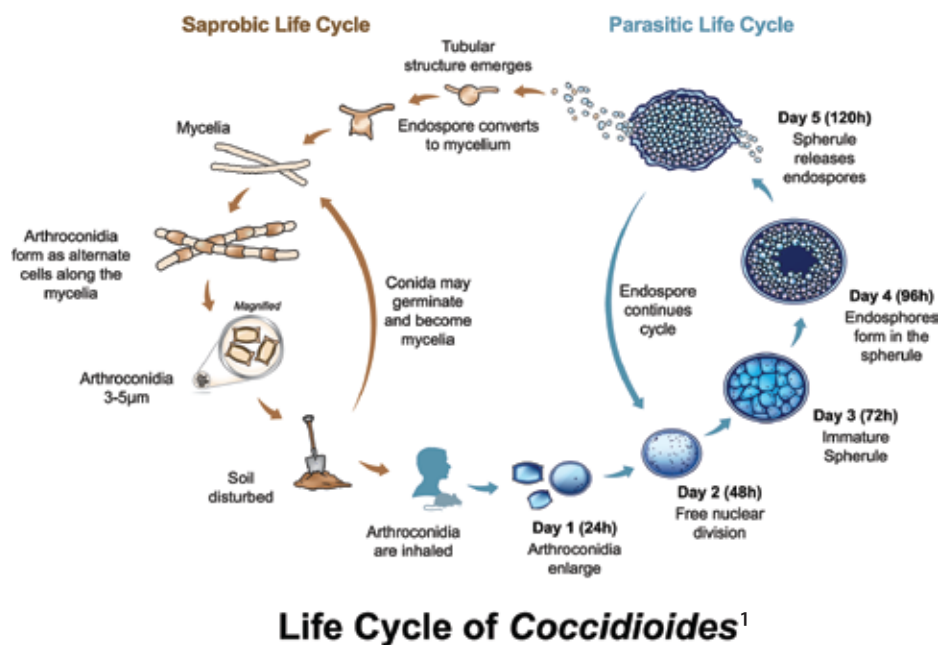 Saprobic Life Cycle
Parasitic Life Cycle
Tubular
structure emerges
Endospore converts
to mycelium
Mycelia
Arthroconidia
form as alternate
cells along the
mycelia
Magnified
Arthroconidia
3-5µm
Conida may
germinate
and become
mycelia
Soil
disturbed
Arthroconidia
are inhaled
Day 1 (24h)
Arthroconidia
enlarge
Day 2 (48h)
Free nuclear
division
Day 3 (72h)
Immature
Spherule
Day 4 (96h)
Endosphores
form in the
spherule
Day 5 (120h)
Spherule
releases
endospores
Endospore
continues
cycle
Life Cycle of Coccidioides¹